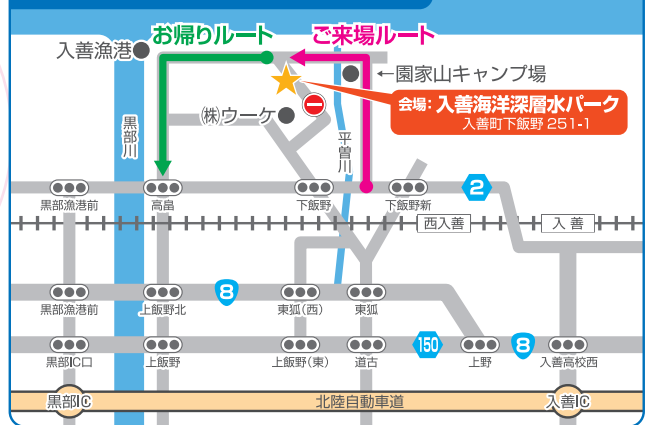 お帰りルート
ご来場ルート
入善漁港
←園家山キャンプ場
会場：入善海洋深層水パーク
入善町下飯野 251-1
㈱ウーケ
黒部川
平曽川
2
黒部漁港前
高畠
下飯野
下飯野新
西入善
入善
8
黒部漁港前
上飯野北
東狐(西)
東狐
150
8
黒部IC口
上飯野
上飯野(東)
道古
上野
入善高校西
黒部IC
北陸自動車道
入善IC